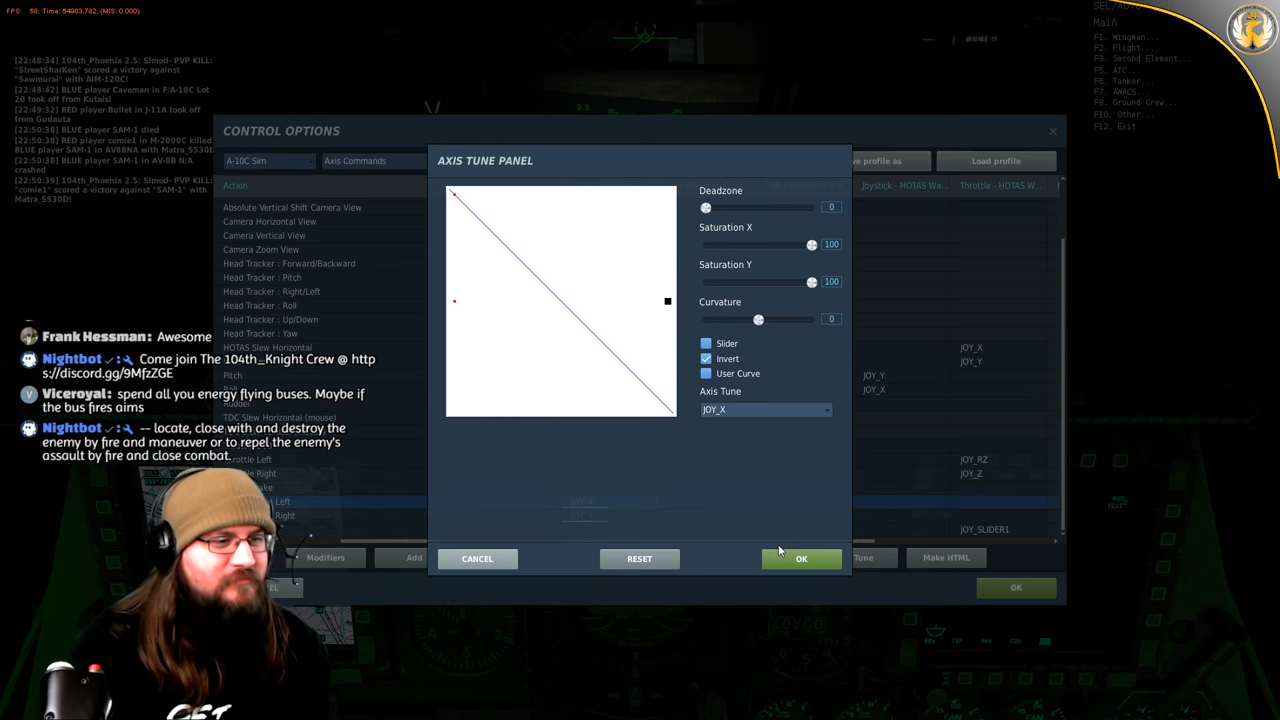 FPS: 60; Time: 54983.782; (MIS: 0.000)
[22:48:34] 104th_Phoenix 2.5: Slmod- PVP KILL:
"StreetSharKen" scored a victory against
"Sawmurai" with AIM-120C!
[22:48:42] BLUE player Caveman in F/A-18C Lot
20 took off from Kutaisi
[22:49:32] RED player Bullet in J-11A took off
from Gudauta
[22:50:38] BLUE player SAM-1 died
[22:50:38] RED player comie1 in M-2000C killed
BLUE player SAM-1 in AV8BNA with Matra_S530D
[22:50:38] BLUE player SAM-1 in AV-8B N/A
crashed
[22:50:39] 104th_Phoenix 2.5: Slmod- PVP KILL:
"comie1" scored a victory against "SAM-1" with
Matra_S530D!
Main
F1. Wingman...
F2. Flight...
F3. Second Element...
F5. ATC...
F6. Tanker...
F7. AWACS...
F8. Ground Crew...
F10. Other...
F12. Exit
CONTROL OPTIONS
A-10C Sim
Axis Commands
ve profile as
Load profile
Action
Joystick - HOTAS Wa...
Throttle - HOTAS W...
Absolute Vertical Shift Camera View
Camera Horizontal View
Camera Vertical View
Camera Zoom View
Head Tracker : Forward/Backward
Head Tracker : Pitch
Head Tracker : Right/Left
Head Tracker : Roll
Head Tracker : Up/Down
Head Tracker : Yaw
HOTAS Slew Horizontal
JOY_X
JOY_Y
Pitch
JOY_Y
JOY_X
TDC Slew Horizontal (mouse)
JOY_RZ
JOY_Z
Left
Right
JOY_SLIDER1
Modifiers
Add
Tune
Make HTML
OK
AXIS TUNE PANEL
Deadzone
0
Saturation X
100
Saturation Y
100
Curvature
0
Slider
Invert
User Curve
Axis Tune
JOY_X
CANCEL
RESET
OK
Frank Hessman: Awesome
Nightbot : Come join The 104th_Knight Crew @ http
s://discord.gg/9MfzZGE
Viceroyal: spend all you energy flying buses. Maybe if
the bus fires aims
Nightbot : -- locate, close with and destroy the
enemy by fire and maneuver or to repel the enemy's
assault by fire and close combat.
GET